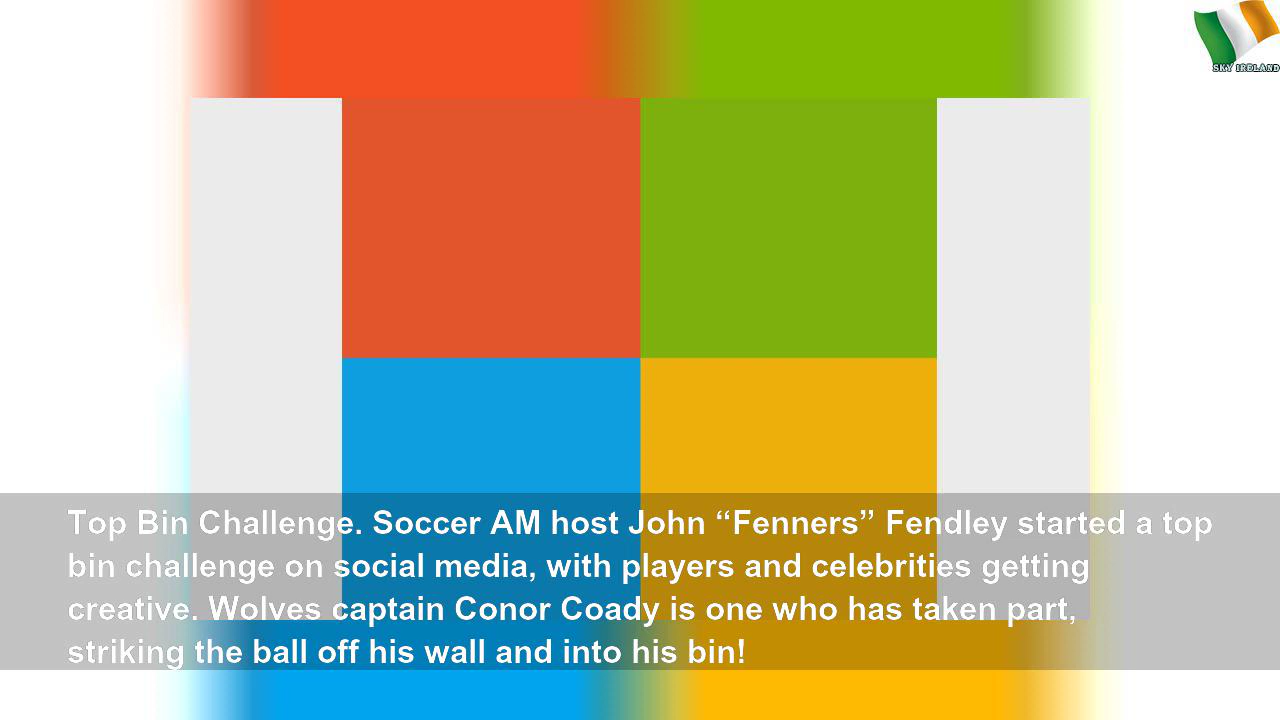 SKY IRELAND
Top Bin Challenge. Soccer AM host John “Fenners” Fendley started a top
bin challenge on social media, with players and celebrities getting
creative. Wolves captain Conor Coady is one who has taken part,
striking the ball off his wall and into his bin!